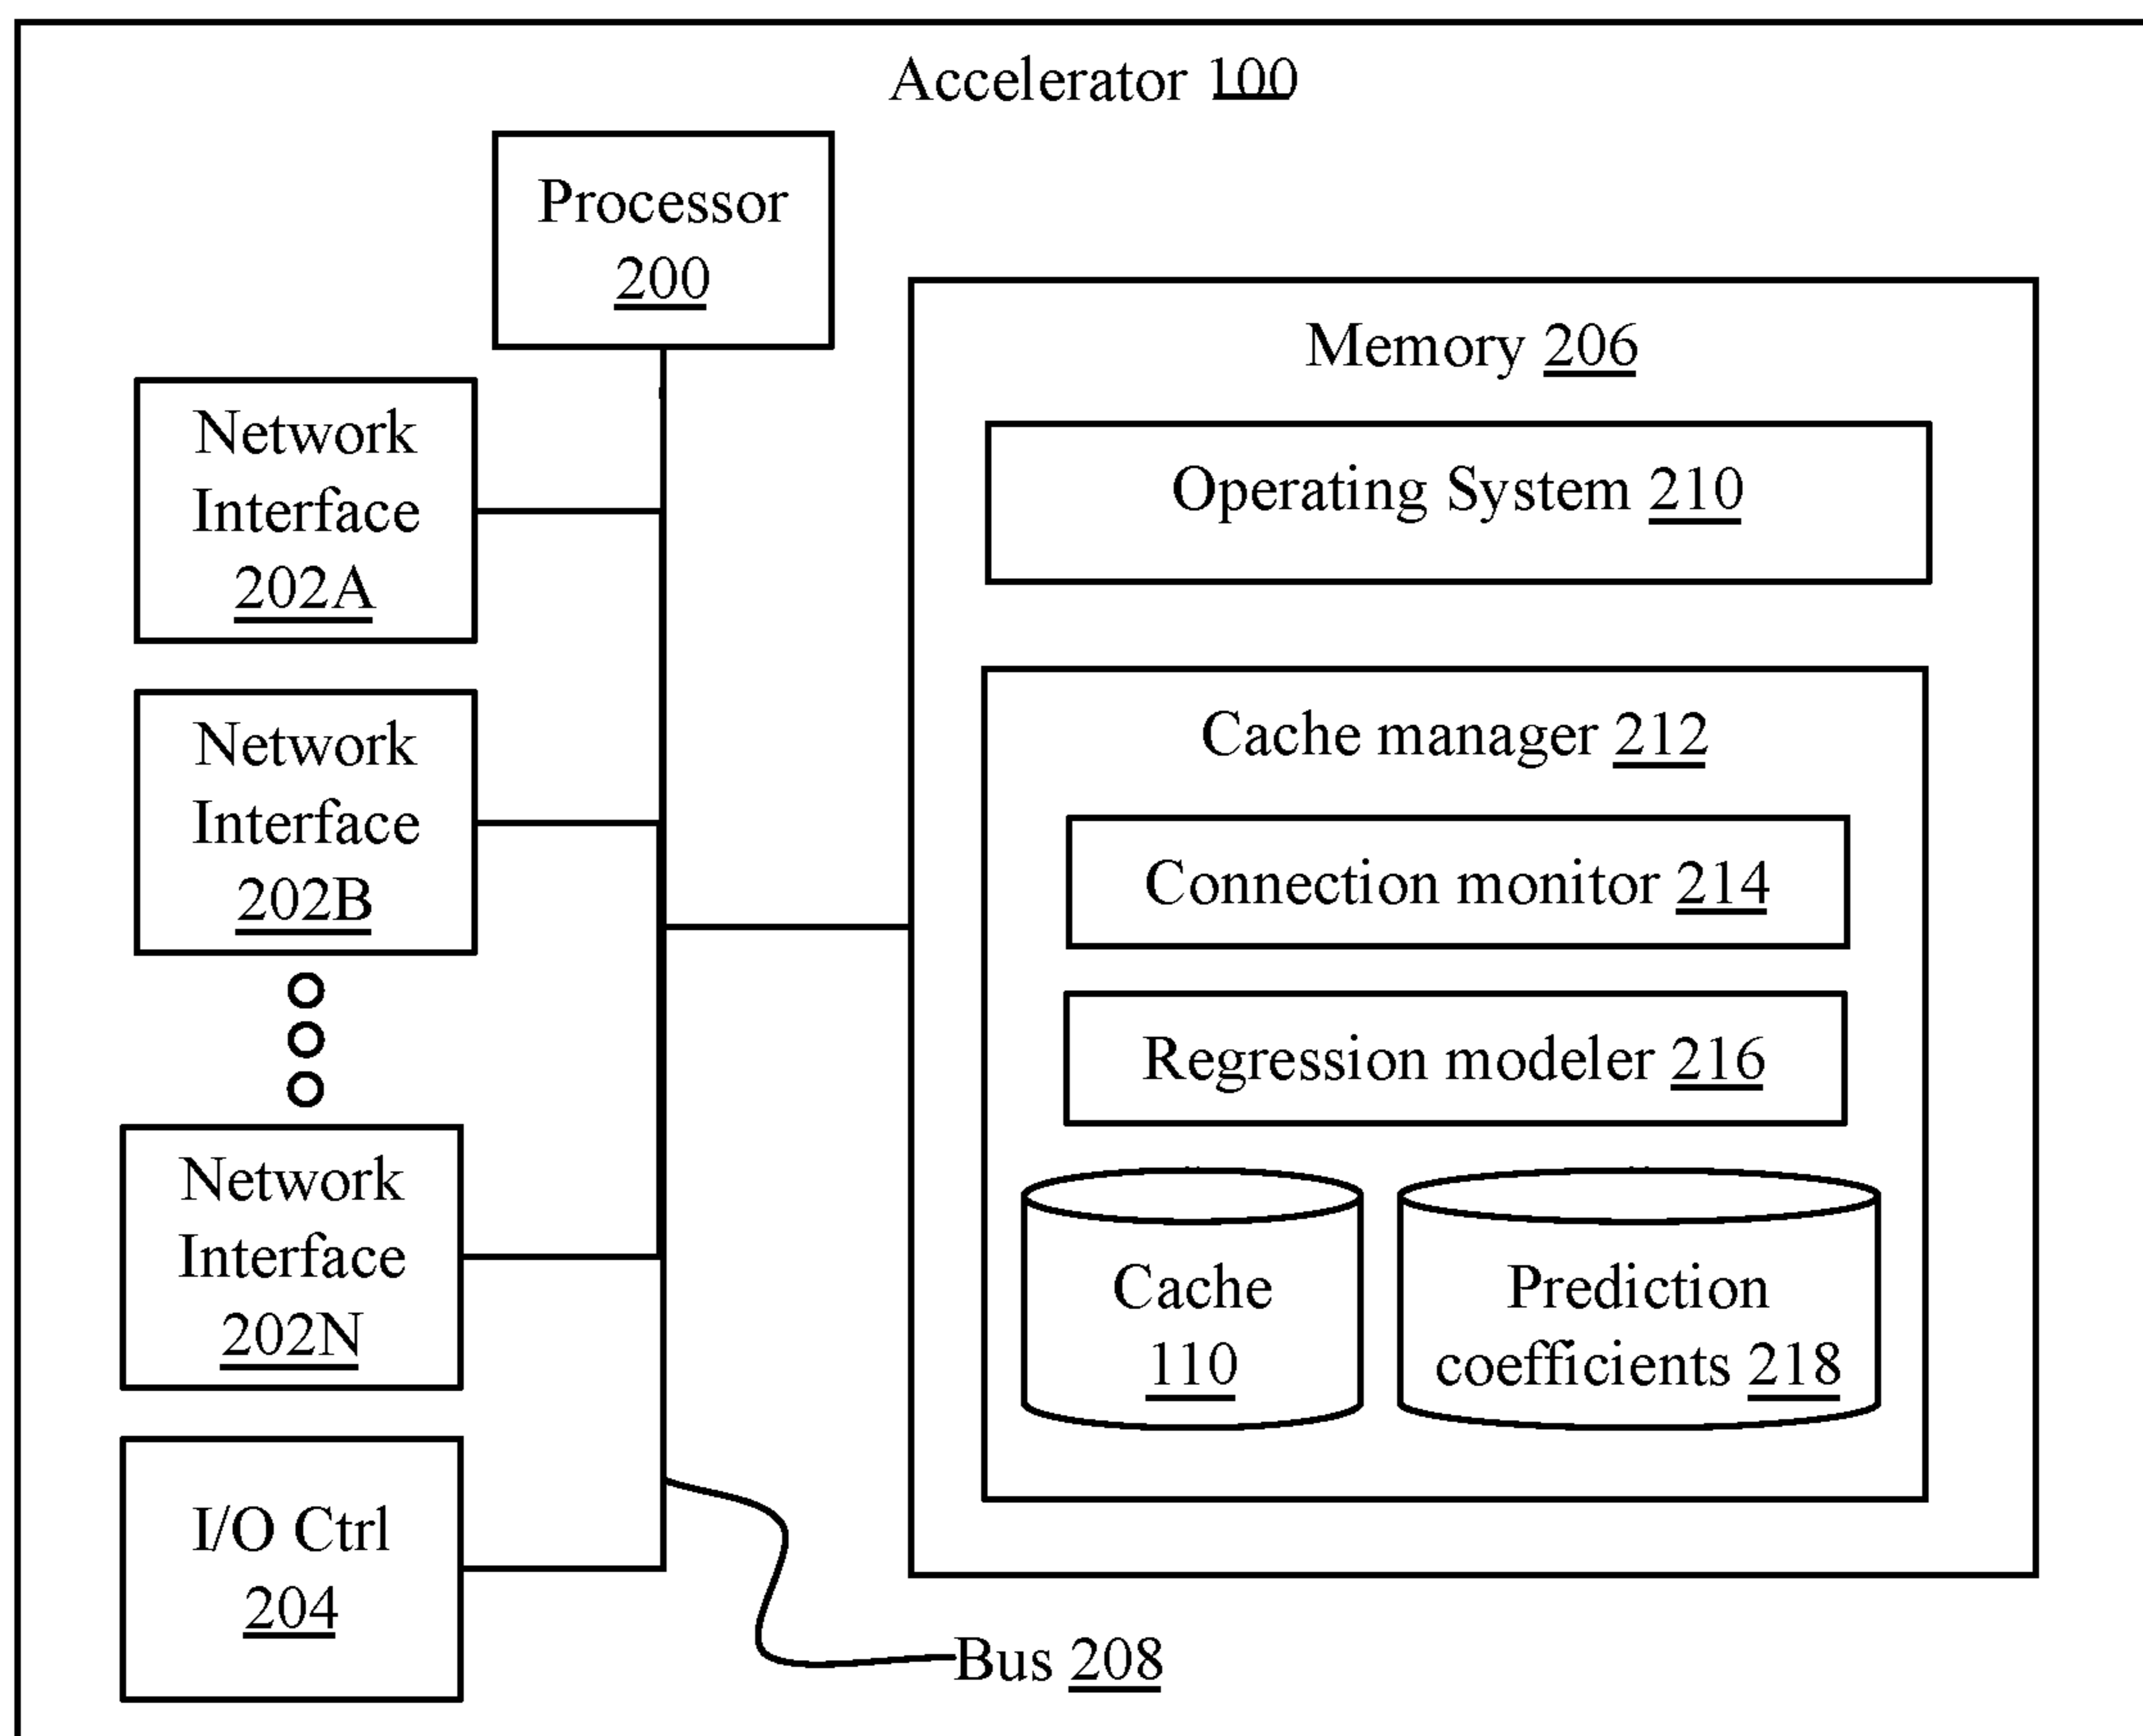 Accelerator 100
Processor
200
Network
Interface
202A
Network
Interface
202B
Network
Interface
202N
I/O Ctrl
204
Memory 206
Operating System 210
Cache manager 212
Connection monitor 214
Regression modeler 216
Cache
110
Prediction
coefficients 218
Bus 208